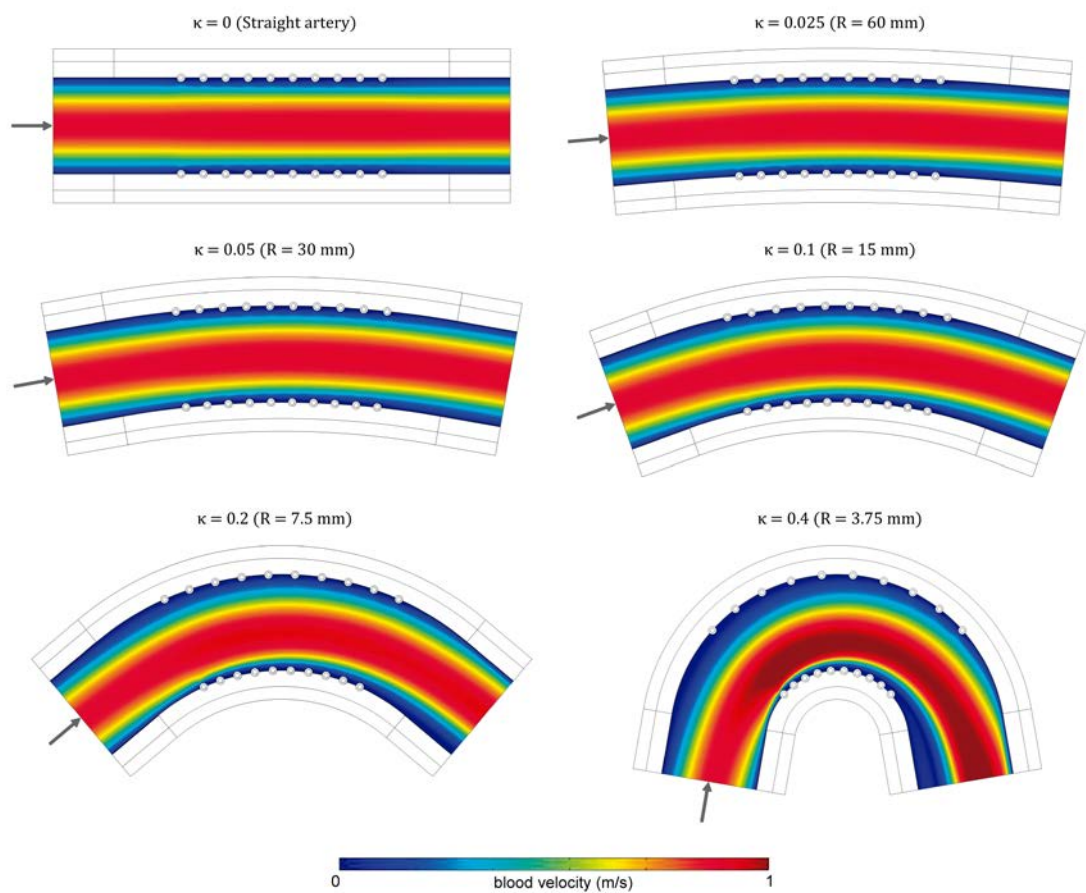 κ = 0 (Straight artery)
κ = 0.025 (R = 60 mm)
κ = 0.05 (R = 30 mm)
κ = 0.1 (R = 15 mm)
κ = 0.2 (R = 7.5 mm)
κ = 0.4 (R = 3.75 mm)
0
blood velocity (m/s)
1